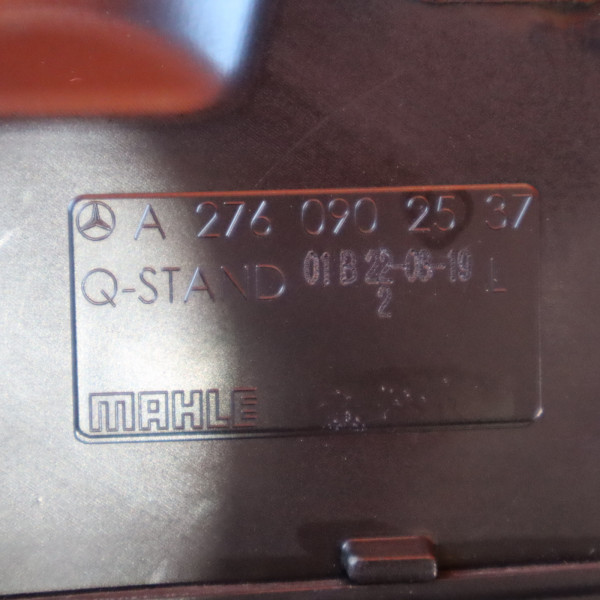 A 276 090 25 37
Q-STAND 01 B 22-08-19 L
2
MAHLE